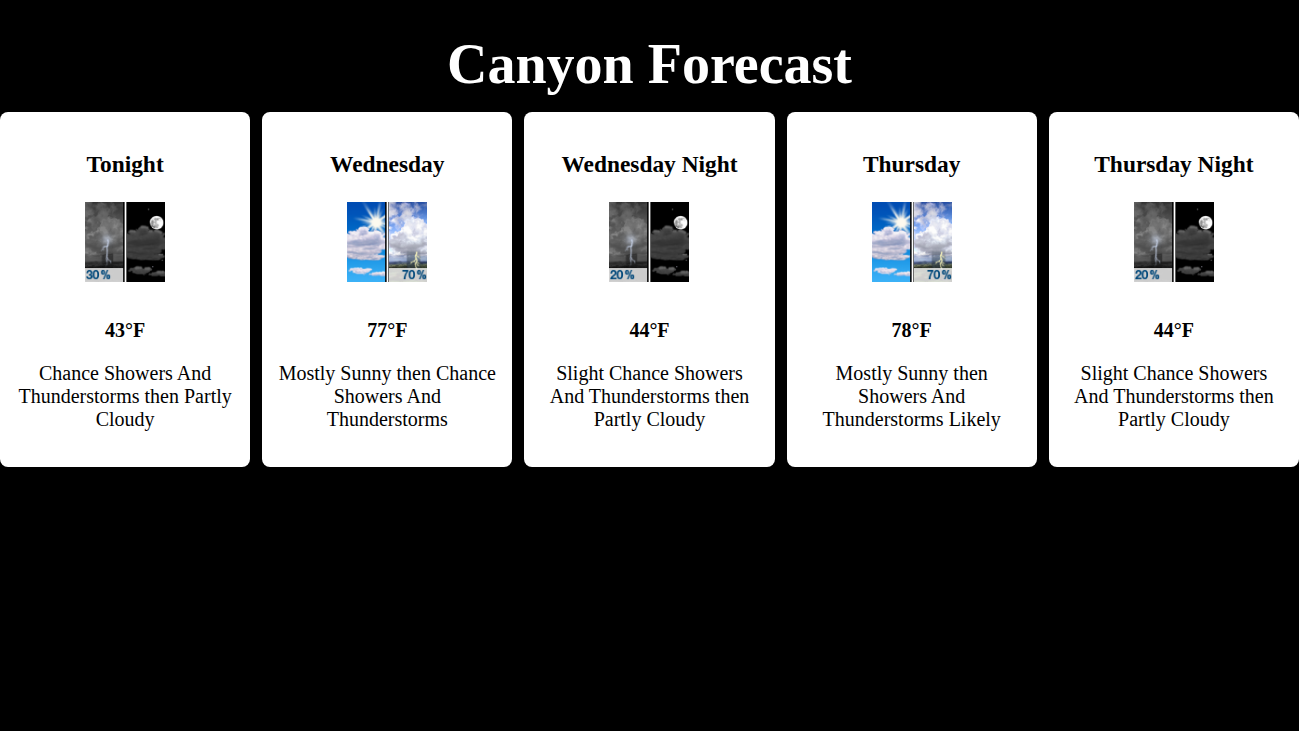 Canyon Forecast
Tonight
30%
43°F
Chance Showers And
Thunderstorms then Partly
Cloudy
Wednesday
70%
77°F
Mostly Sunny then Chance
Showers And
Thunderstorms
Wednesday Night
20%
44°F
Slight Chance Showers
And Thunderstorms then
Partly Cloudy
Thursday
70%
78°F
Mostly Sunny then
Showers And
Thunderstorms Likely
Thursday Night
20%
44°F
Slight Chance Showers
And Thunderstorms then
Partly Cloudy